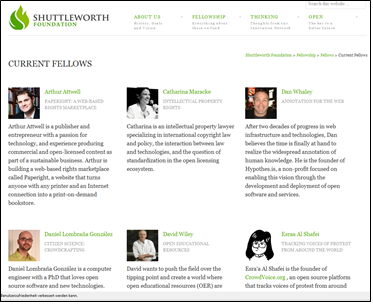 Search the website...
SHUTTLEWORTH
FOUNDATION
ABOUT US
History, Goals
and Vision
FELLOWSHIP
Everything about
those we fund
THINKING
Thoughts from our
Innovation Network
OPEN
The key to a
better future
Shuttleworth Foundation » Fellowship » Fellows » Current Fellows
CURRENT FELLOWS
Arthur Attwell
PAPERIGHT: A WEB-BASED
RIGHTS MARKETPLACE
Arthur Attwell is a publisher and
entrepreneur with a passion for
technology, and experience producing
commercial and open-licensed content as
part of a sustainable business. Arthur is
building a web-based rights marketplace
called Paperight, a website that turns
anyone with any printer and an Internet
connection into a print-on-demand
bookstore.
Catharina Maracke
INTELLECTUAL PROPERTY
RIGHTS
Catharina is an intellectual property lawyer
specializing in international copyright law
and policy, the interaction between law
and technologies, and the question of
standardization in the open licensing
ecosystem.
Dan Whaley
ANNOTATION FOR THE WEB
After two decades of progress in web
infrastructure and technologies, Dan
believes the time is finally at hand to
realize the widespread annotation of
human knowledge. He is the founder of
Hypothes.is, a non-profit focused on
enabling this vision through the
development and deployment of open
software and services.
Daniel Lombraña González
CITIZEN SCIENCE:
CROWDCRAFTING
Daniel Lombraña González is a computer
engineer with a PhD that loves open
source software and new technologies.
David Wiley
OPEN EDUCATIONAL
RESOURCES
David wants to push the field over the
tipping point and create a world where
open educational resources (OER) are
Esra'a Al Shafei
TRACKING VOICES OF PROTEST
FROM AROUND THE WORLD
Esra'a Al Shafei is the founder of
CrowdVoice.org , an open source platform
that tracks voices of protest from around
Benutzerzufriedenheit verbessert werden kann.